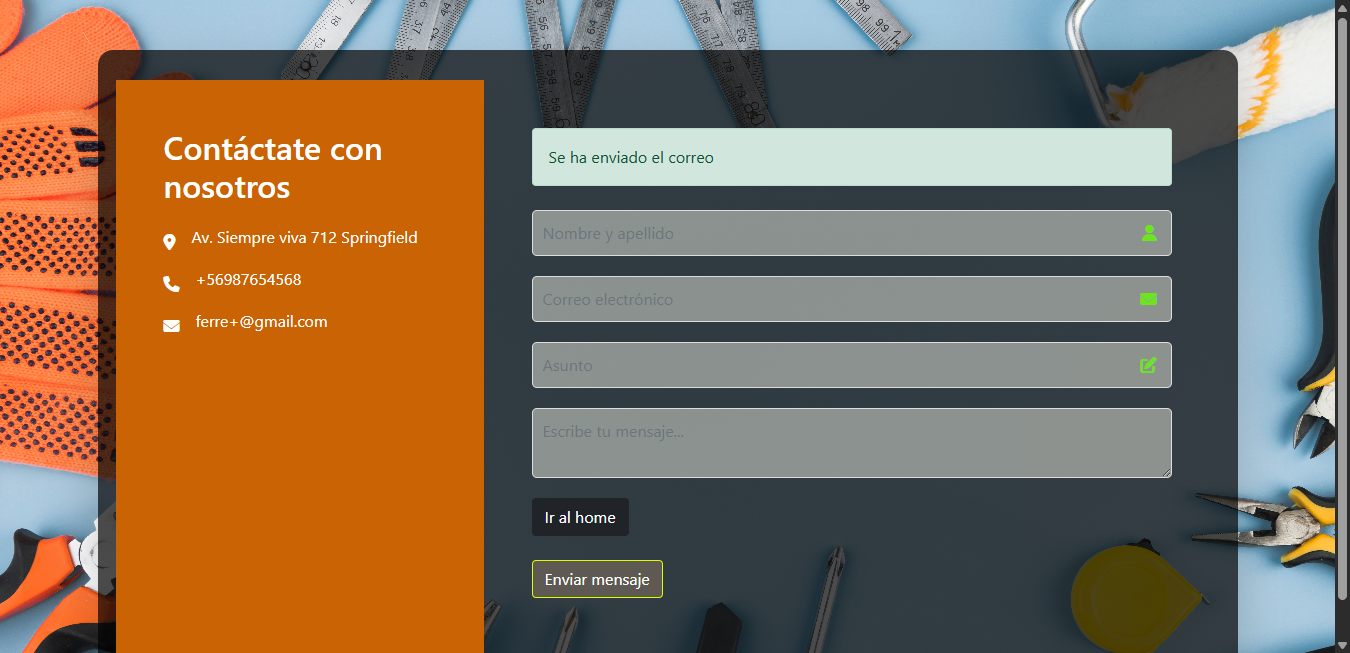 Contáctate con
nosotros
Av. Siempre viva 712 Springfield
+56987654568
ferre+@gmail.com
Se ha enviado el correo
Nombre y apellido
Correo electrónico
Asunto
Escribe tu mensaje...
Ir al home
Enviar mensaje